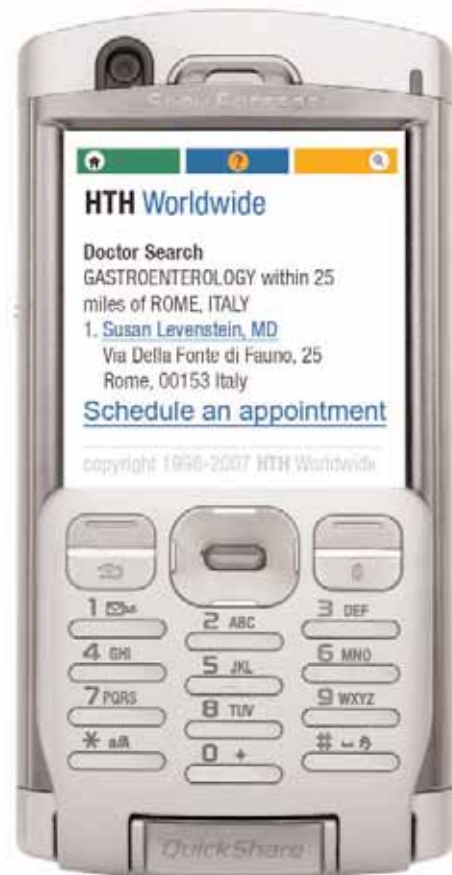 Sony Ericsson
HTH Worldwide
Doctor Search
GASTROENTEROLOGY within 25
miles of ROME, ITALY
1. Susan Levenstein, MD
Via Della Fonte di Fauno, 25
Rome, 00153 Italy
Schedule an appointment
copyright 1998-2007 HTH Worldwide
1
2 ABC
3 DEF
4 GHI
5 JKL
6 MNO
7 PQRS
8 TUV
9 WXYZ
* a/A
0 +
#
QuickShare